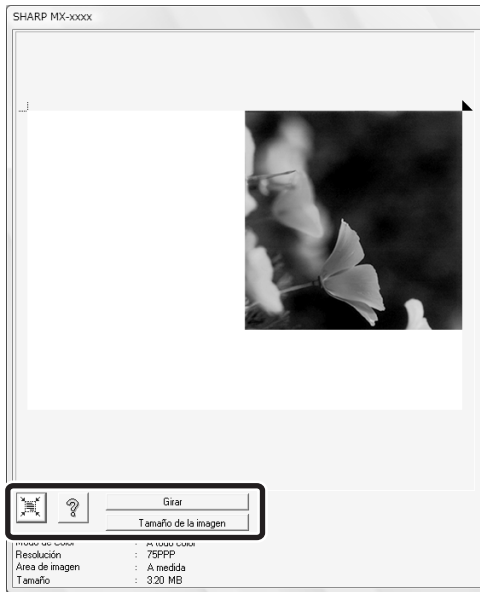 SHARP MX-xxxx
Girar
Tamaño de la imagen
Modo de Color : A todo color
Resolución : 75PPP
Area de imagen : A medida
Tamaño : 3.20 MB